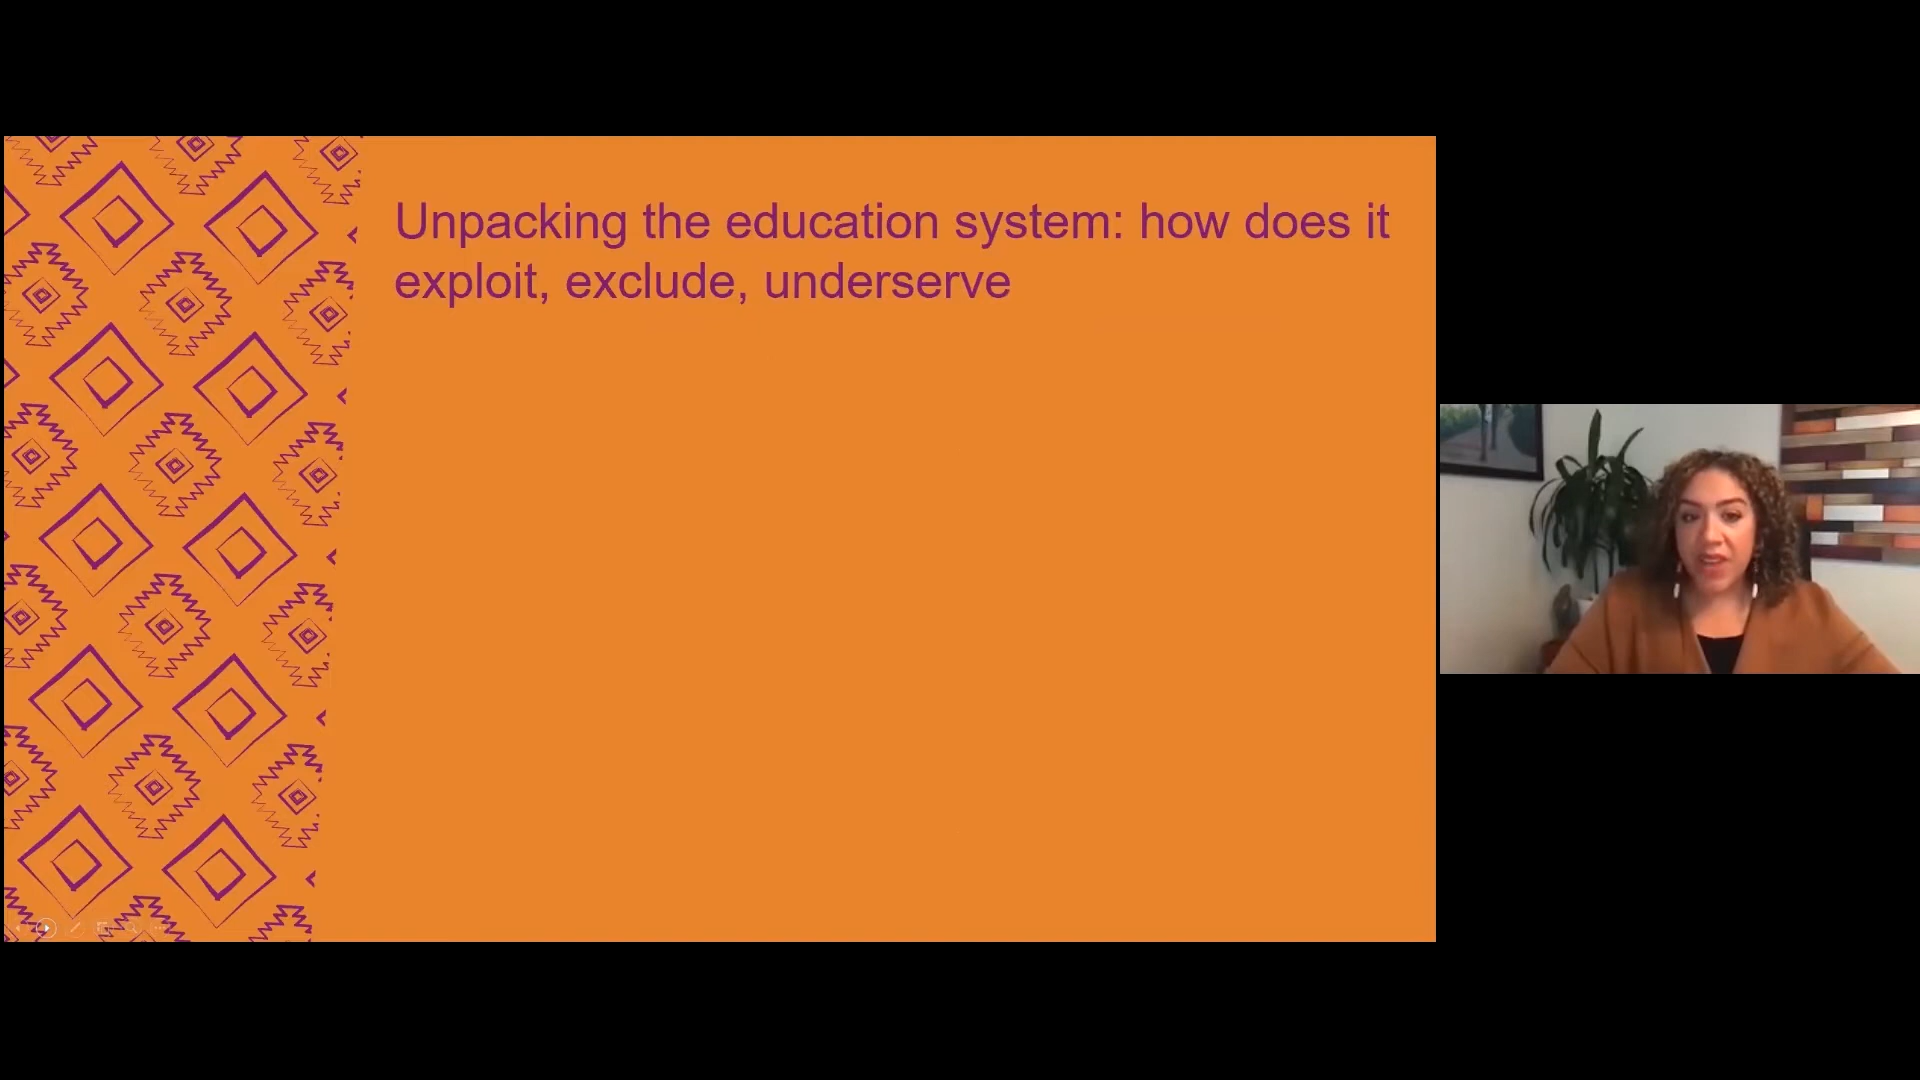 Unpacking the education system: how does it
exploit, exclude, underserve